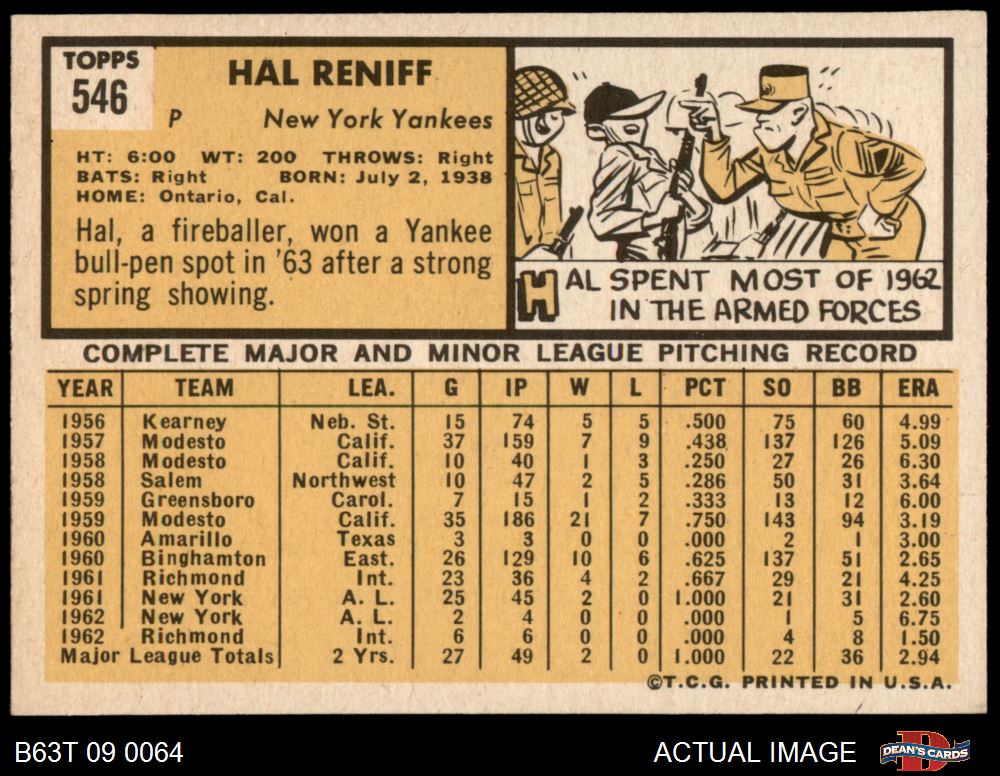 TOPPS
546
HAL RENIFF
P New York Yankees
HT: 6:00 WT: 200 THROWS: Right
BATS: Right BORN: July 2, 1938
HOME: Ontario, Cal.
Hal, a fireballer, won a Yankee
bull-pen spot in '63 after a strong
spring showing.
HAL SPENT MOST OF 1962
IN THE ARMED FORCES
COMPLETE MAJOR AND MINOR LEAGUE PITCHING RECORD
YEAR TEAM LEA. G IP W L PCT SO BB ERA
1956 Kearney Neb. St. 15 74 5 5 .500 75 60 4.99
1957 Modesto Calif. 37 159 7 9 .438 137 126 5.09
1958 Modesto Calif. 10 40 1 3 .250 27 26 6.30
1958 Salem Northwest 10 47 2 5 .286 50 31 3.64
1959 Greensboro Carol. 7 15 1 2 .333 13 12 6.00
1959 Modesto Calif. 35 186 21 7 .750 143 94 3.19
1960 Amarillo Texas 3 3 0 0 .000 2 1 3.00
1960 Binghamton East. 26 129 10 6 .625 137 51 2.65
1961 Richmond Int. 23 36 4 2 .667 29 21 4.25
1961 New York A. L. 25 45 2 0 1.000 21 31 2.60
1962 New York A. L. 2 4 0 0 .000 1 5 6.75
1962 Richmond Int. 6 6 0 0 .000 4 8 1.50
Major League Totals 2 Yrs. 27 49 2 0 1.000 22 36 2.94
©T.C.G. PRINTED IN U.S.A.
B63T 09 0064 ACTUAL IMAGE D DEAN'S CARDS